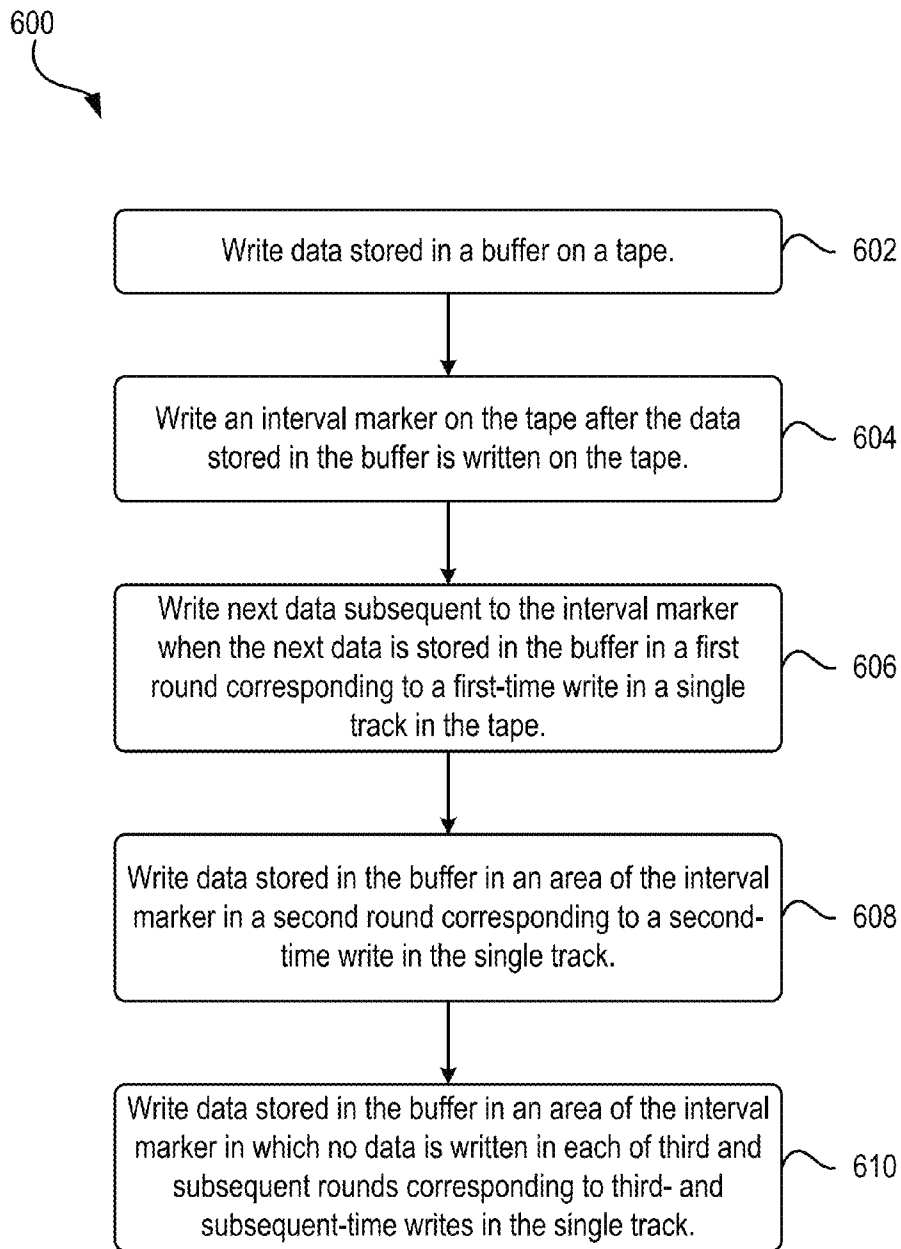 600
Write data stored in a buffer on a tape.
602
Write an interval marker on the tape after the data
stored in the buffer is written on the tape.
604
Write next data subsequent to the interval marker
when the next data is stored in the buffer in a first
round corresponding to a first-time write in a single
track in the tape.
606
Write data stored in the buffer in an area of the interval
marker in a second round corresponding to a second-
time write in the single track.
608
Write data stored in the buffer in an area of the interval
marker in which no data is written in each of third and
subsequent rounds corresponding to third- and
subsequent-time writes in the single track.
610